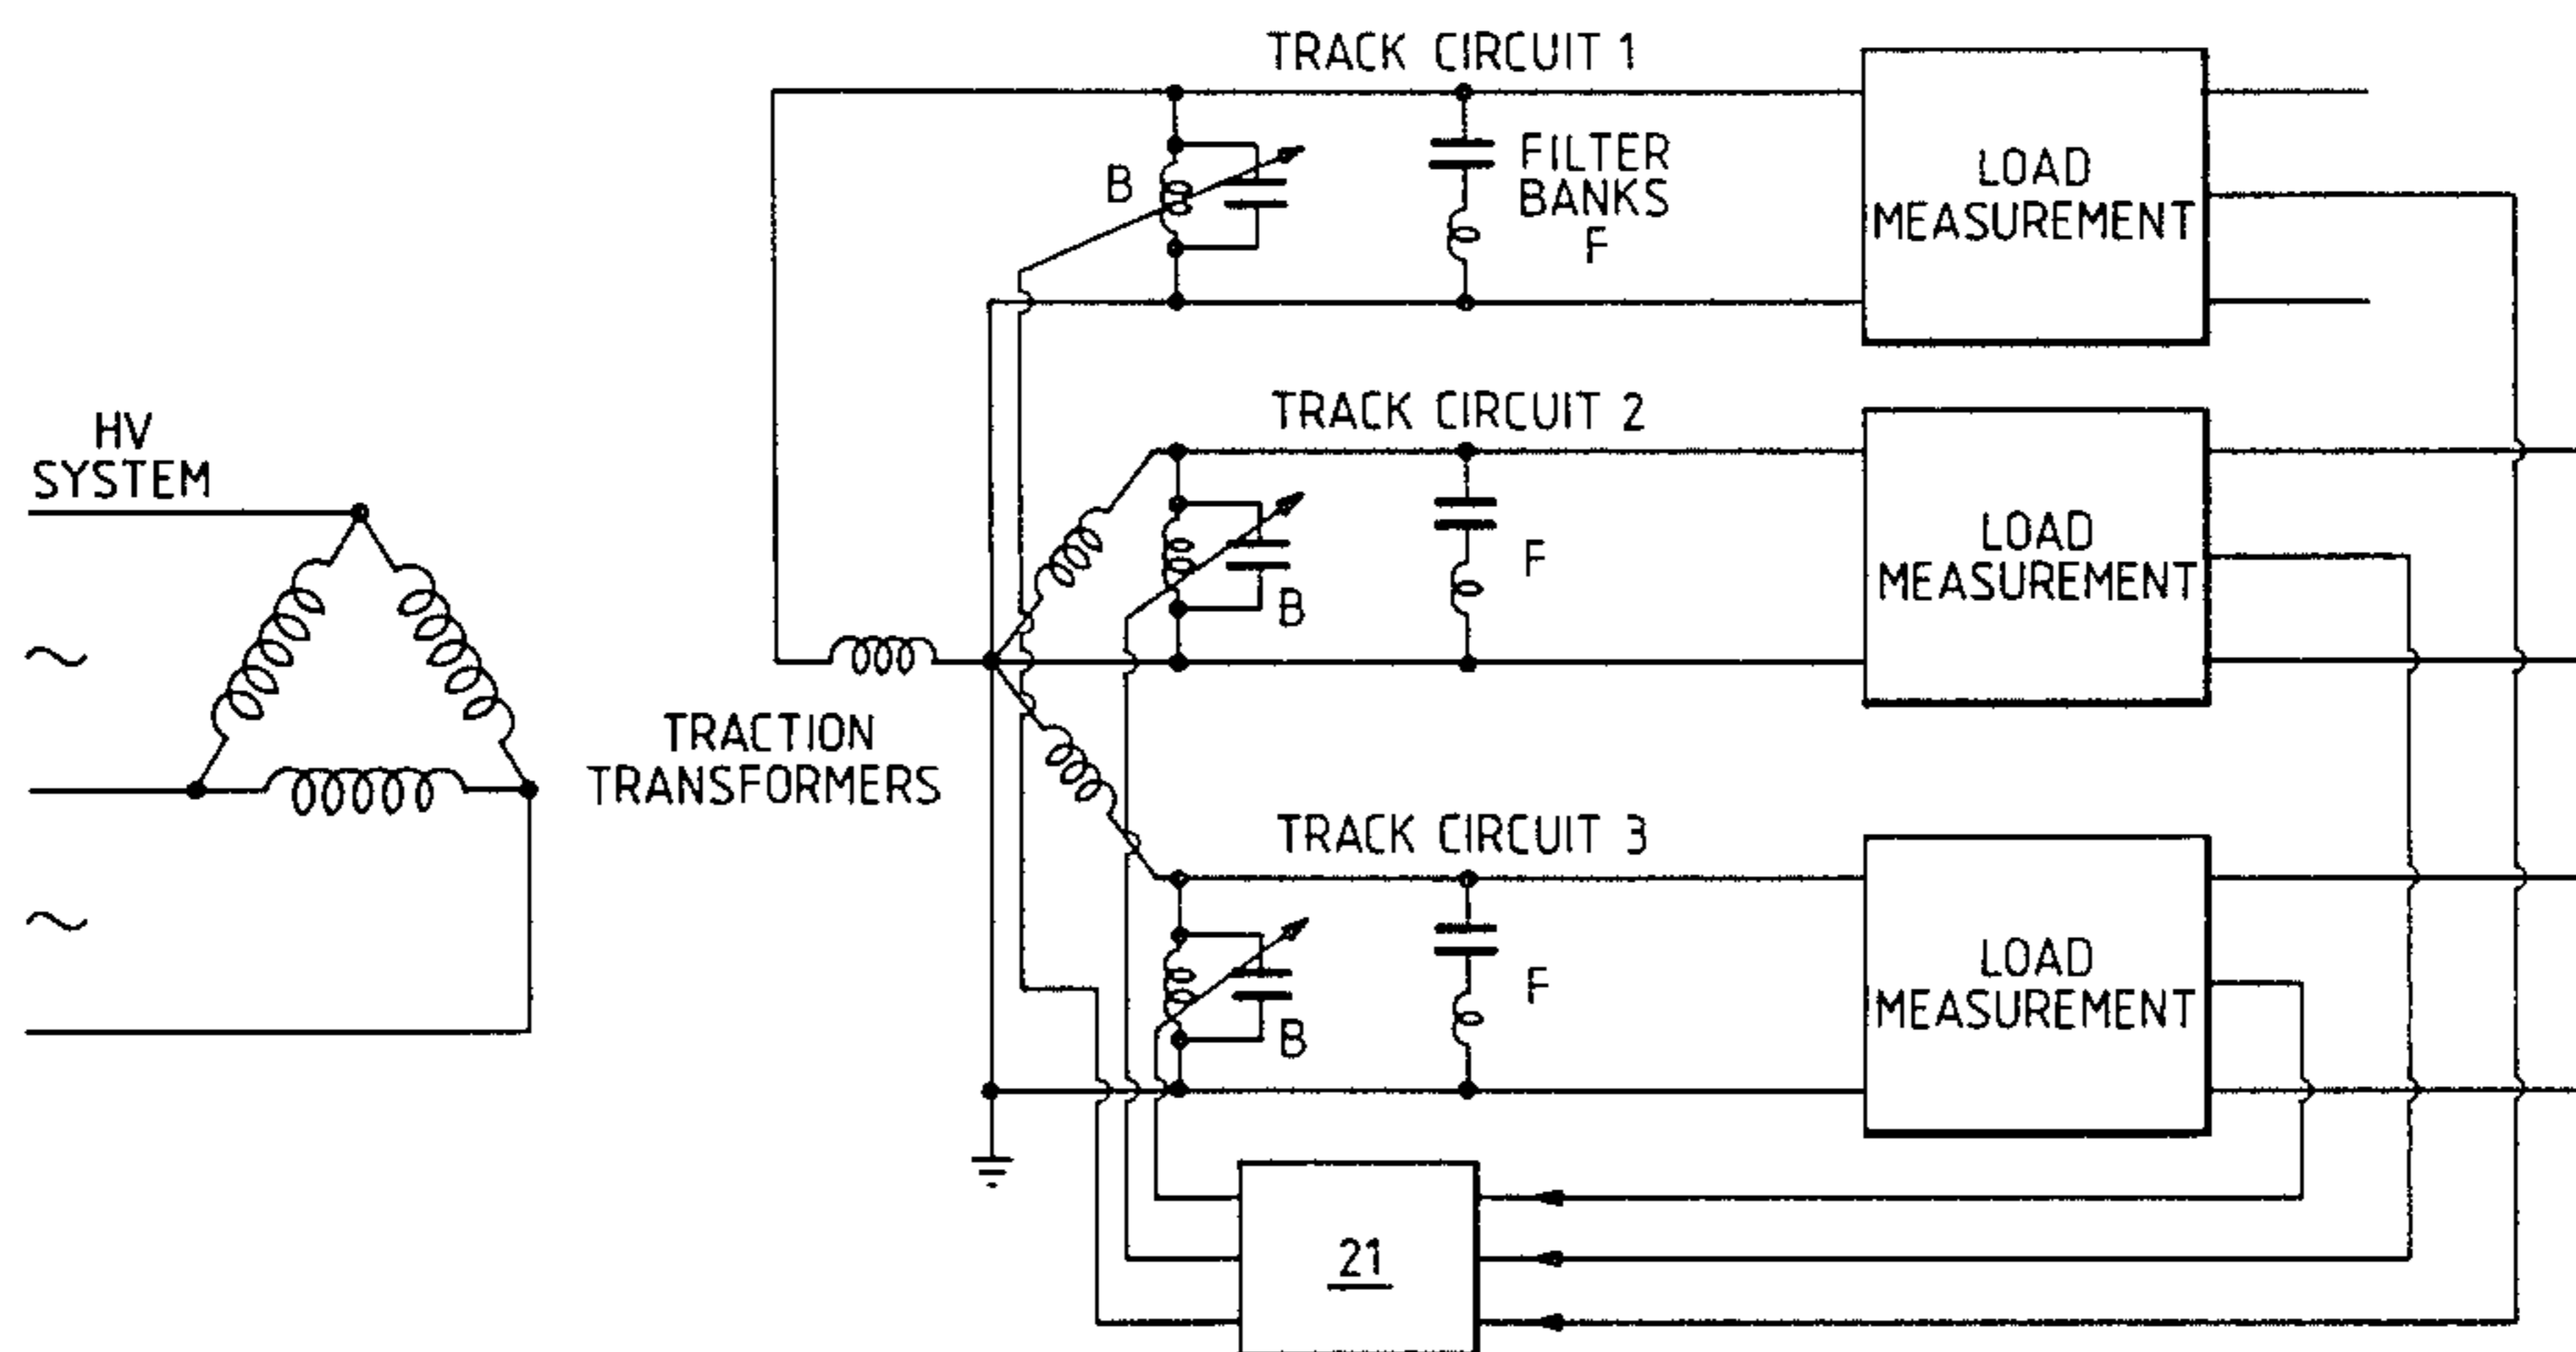 TRACK CIRCUIT 1
B
FILTER
BANKS
F
LOAD
MEASUREMENT
HV
SYSTEM
TRACK CIRCUIT 2
B
F
LOAD
MEASUREMENT
TRACTION
TRANSFORMERS
TRACK CIRCUIT 3
B
F
LOAD
MEASUREMENT
21